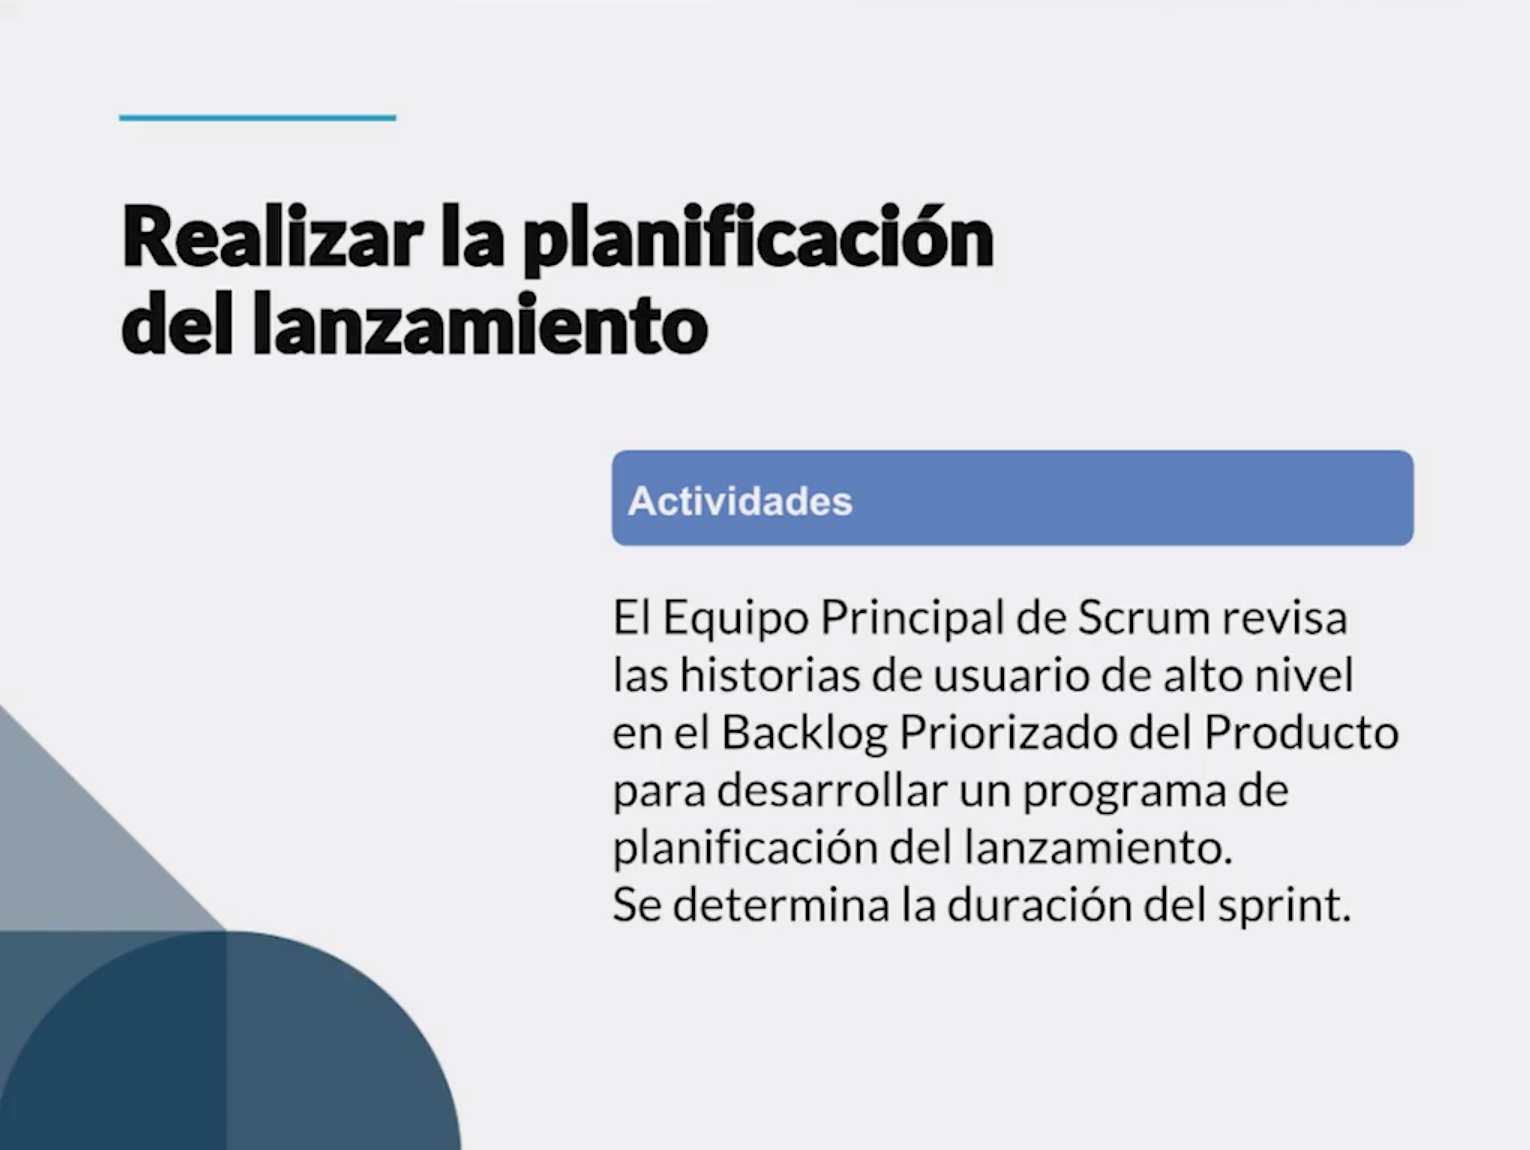 Realizar la planificación
del lanzamiento
Actividades
El Equipo Principal de Scrum revisa
las historias de usuario de alto nivel
en el Backlog Priorizado del Producto
para desarrollar un programa de
planificación del lanzamiento.
Se determina la duración del sprint.